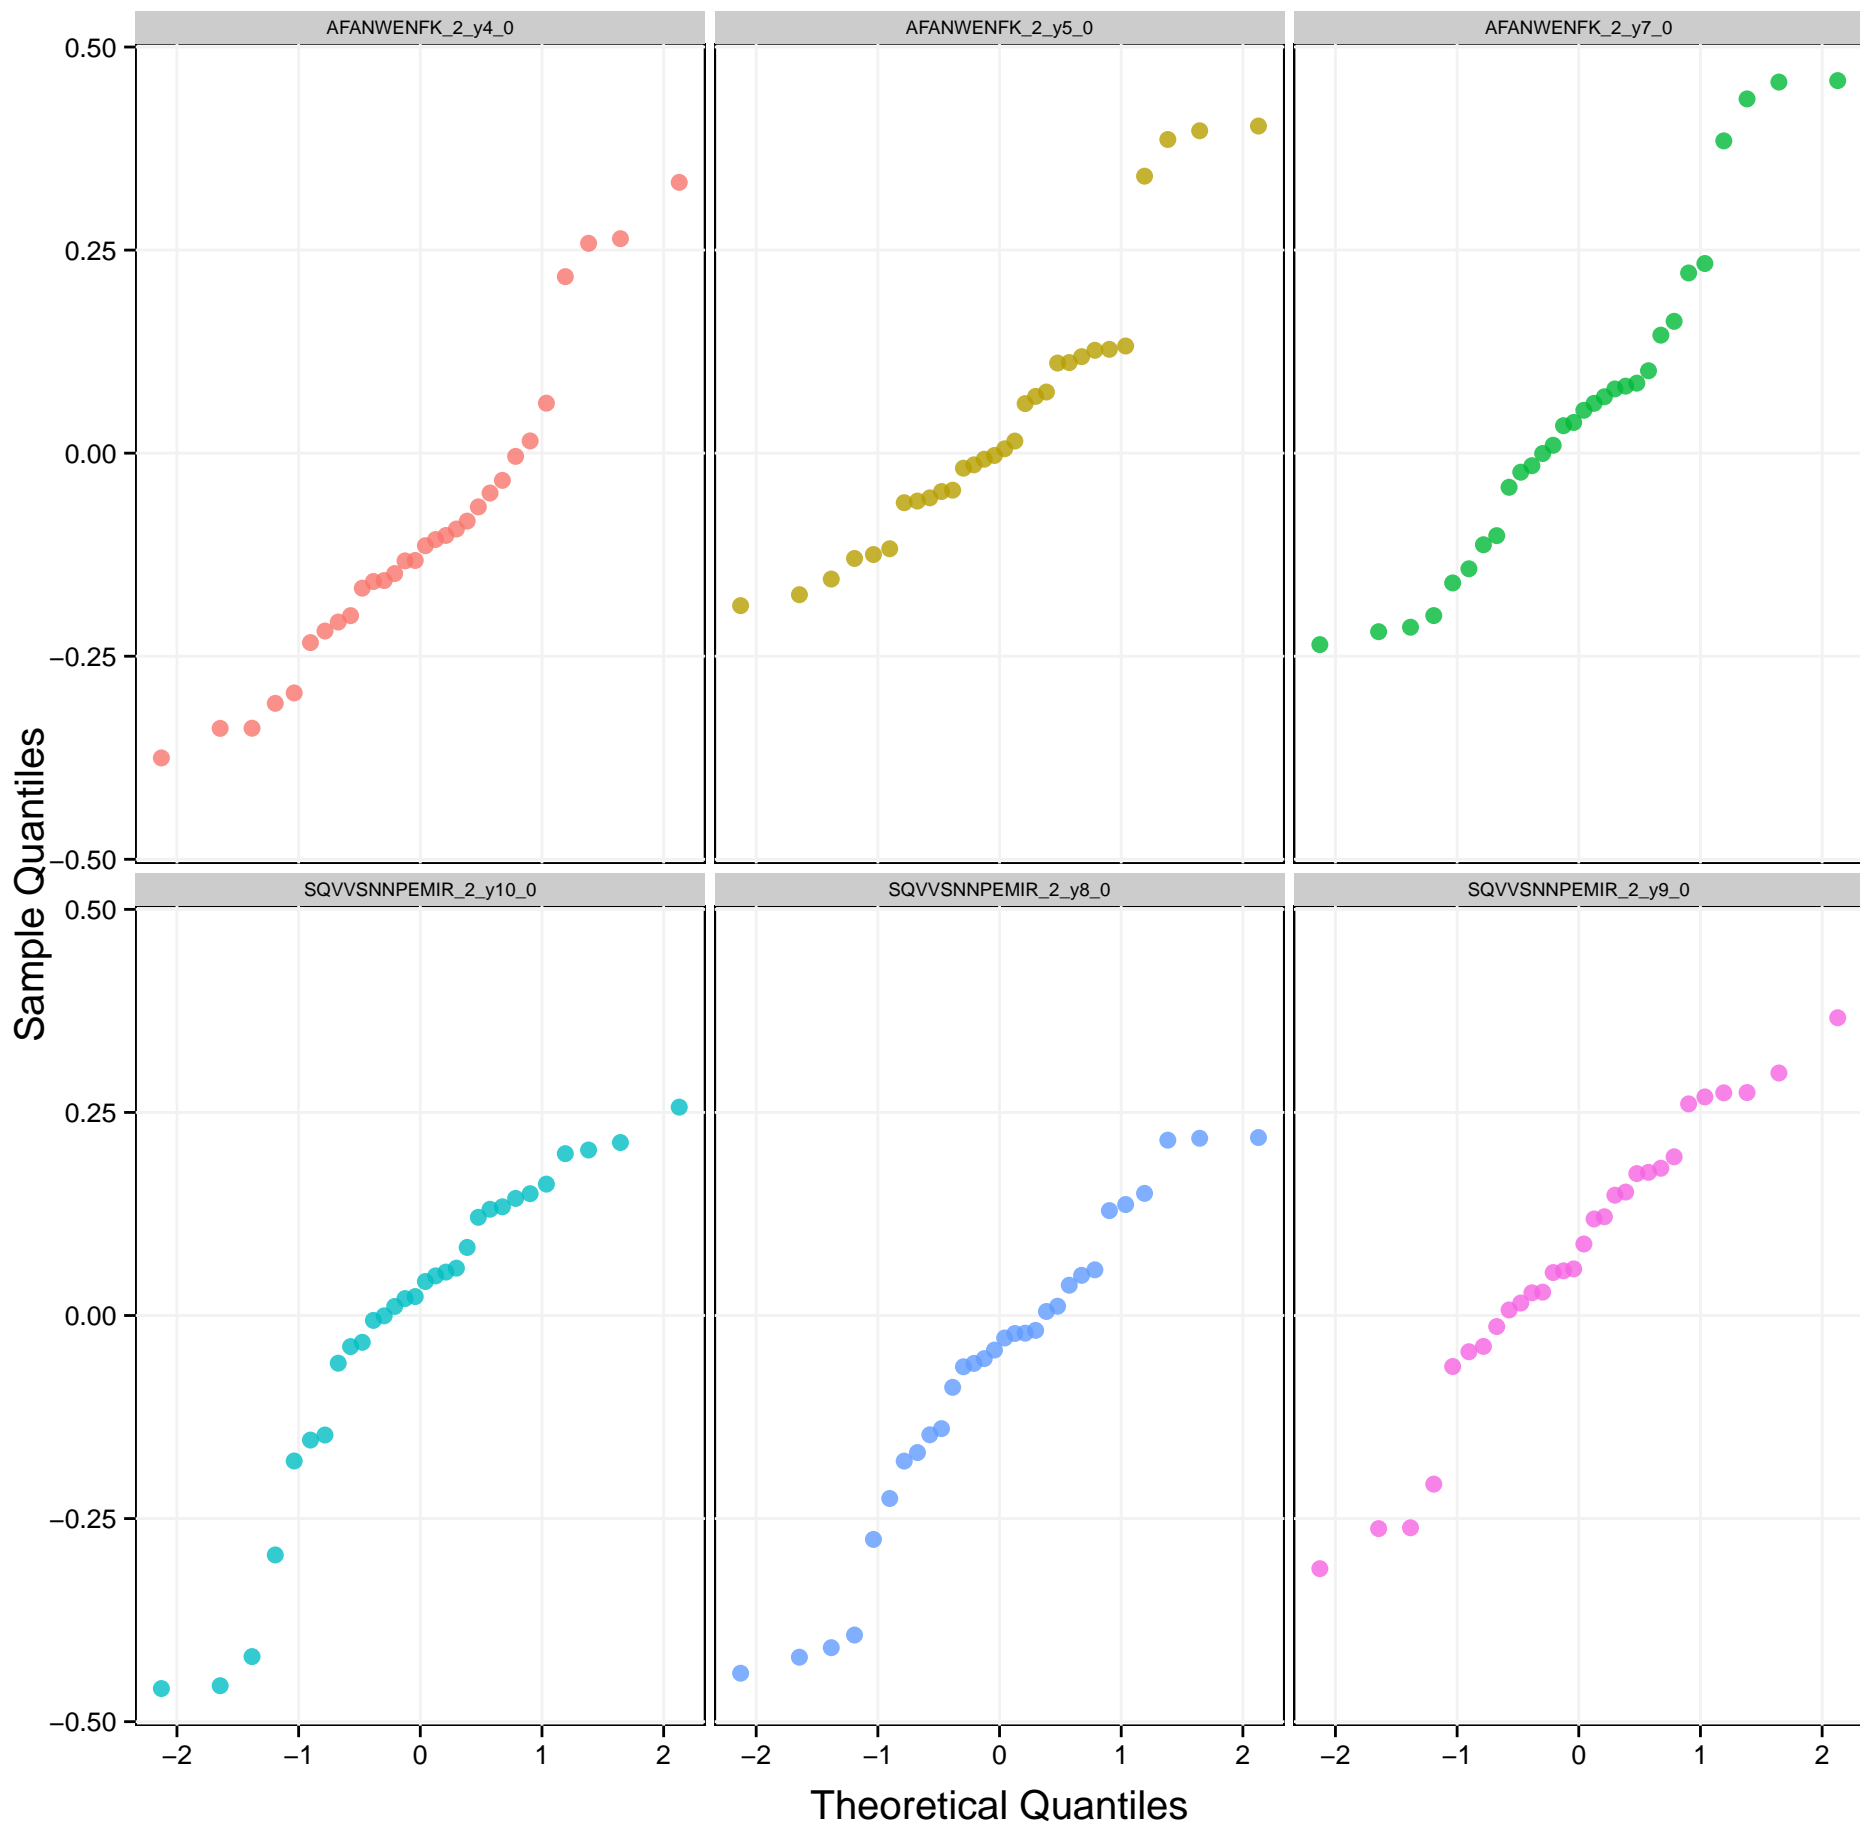 AFANWENFK_2_y4_0 AFANWENFK_2_y5_0 AFANWENFK_2_y7_0
0.50
0.25
0.00
−0.25
−0.50
SQVVSNNPEMIR_2_y10_0 SQVVSNNPEMIR_2_y8_0 SQVVSNNPEMIR_2_y9_0
0.50
0.25
0.00
−0.25
−0.50
Sample Quantiles
−2 −1 0 1 2 −2 −1 0 1 2 −2 −1 0 1 2
Theoretical Quantiles